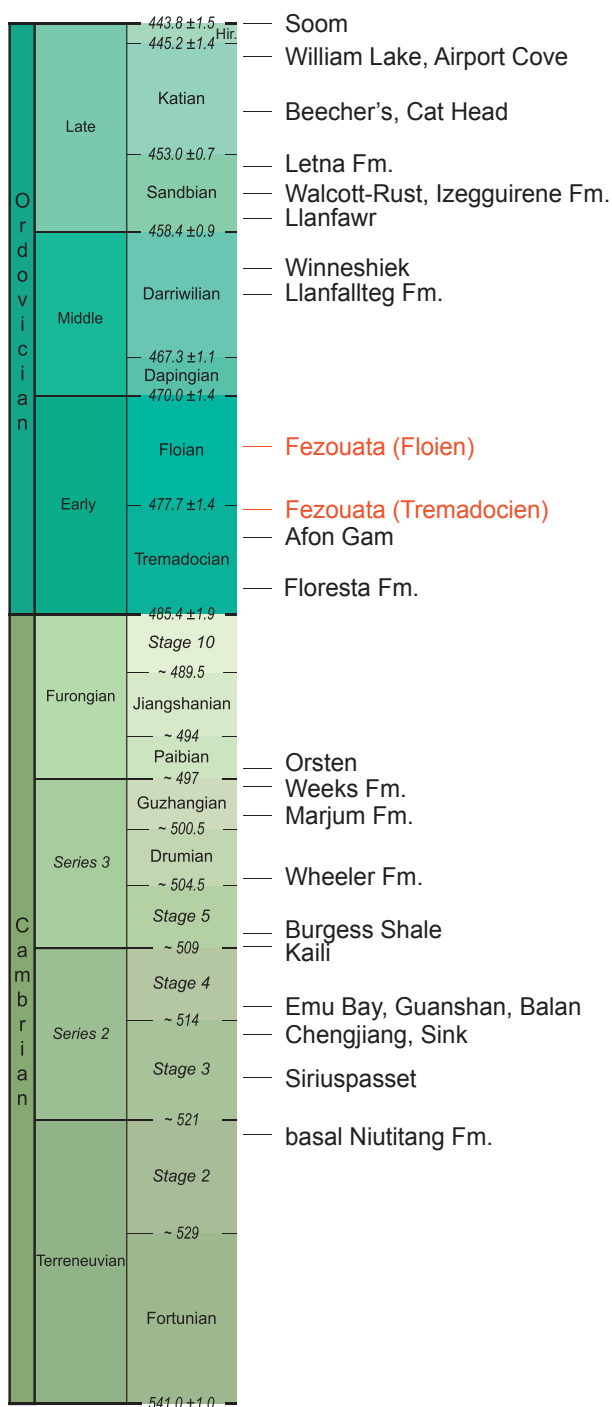 443.8 ±1.5
Soom
Hir.
445.2 ±1.4
William Lake, Airport Cove
Katian
Beecher's, Cat Head
Late
453.0 ±0.7
Letna Fm.
Sandbian
Walcott-Rust, Izegguirene Fm.
Llanfawr
458.4 ±0.9
Ordovician
Winneshiek
Darriwilian
Llanfallteg Fm.
Middle
467.3 ±1.1
Dapingian
470.0 ±1.4
Floian
Fezouata (Floien)
Early
477.7 ±1.4
Fezouata (Tremadocien)
Afon Gam
Tremadocian
Floresta Fm.
485.4 ±1.9
Stage 10
~ 489.5
Furongian
Jiangshanian
~ 494
Paibian
Orsten
~ 497
Weeks Fm.
Guzhangian
Marjum Fm.
~ 500.5
Drumian
Series 3
Wheeler Fm.
~ 504.5
Stage 5
Burgess Shale
~ 509
Kaili
Cambrian
Stage 4
Emu Bay, Guanshan, Balan
~ 514
Series 2
Chengjiang, Sink
Stage 3
Siriuspasset
~ 521
basal Niutitang Fm.
Stage 2
~ 529
Terreneuvian
Fortunian
541.0 ±1.0